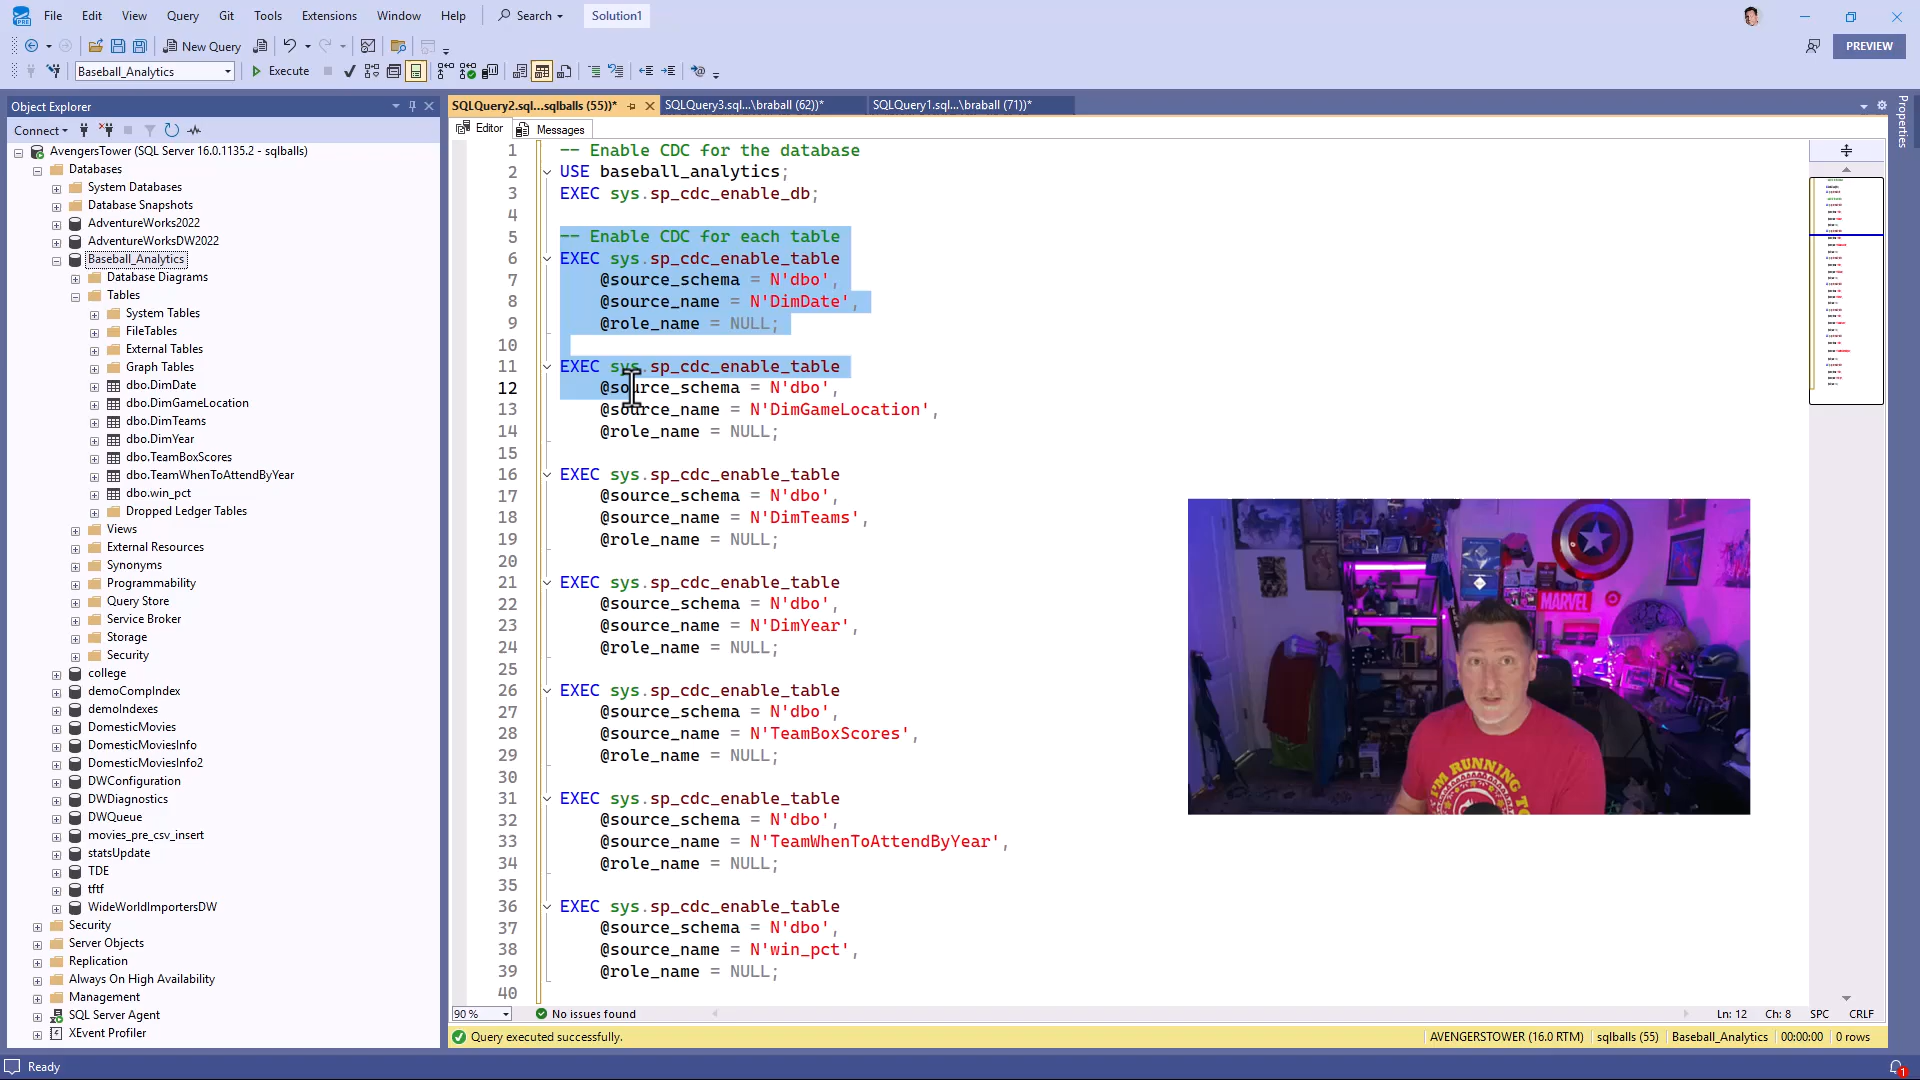 File Edit View Query Git Tools Extensions Window Help Search Solution1
New Query
PREVIEW
Baseball_Analytics Execute
Object Explorer
Connect
AvengersTower (SQL Server 16.0.1135.2 - sqlballs)
Databases
System Databases
Database Snapshots
AdventureWorks2022
AdventureWorksDW2022
Baseball_Analytics
Database Diagrams
Tables
System Tables
FileTables
External Tables
Graph Tables
dbo.DimDate
dbo.DimGameLocation
dbo.DimTeams
dbo.DimYear
dbo.TeamBoxScores
dbo.TeamWhenToAttendByYear
dbo.win_pct
Dropped Ledger Tables
Views
External Resources
Synonyms
Programmability
Query Store
Service Broker
Storage
Security
college
demoCompIndex
demoIndexes
DomesticMovies
DomesticMoviesInfo
DomesticMoviesInfo2
DWConfiguration
DWDiagnostics
DWQueue
movies_pre_csv_insert
statsUpdate
TDE
tftf
WideWorldImportersDW
Security
Server Objects
Replication
Always On High Availability
Management
SQL Server Agent
XEvent Profiler
SQLQuery2.sql...sqlballs (55))* SQLQuery3.sql...\braball (62))* SQLQuery1.sql...\braball (71))*
Editor Messages
1 -- Enable CDC for the database
2 USE baseball_analytics;
3 EXEC sys.sp_cdc_enable_db;
4
5 -- Enable CDC for each table
6 EXEC sys.sp_cdc_enable_table
7 @source_schema = N'dbo',
8 @source_name = N'DimDate',
9 @role_name = NULL;
10
11 EXEC sys.sp_cdc_enable_table
12 @source_schema = N'dbo',
13 @source_name = N'DimGameLocation',
14 @role_name = NULL;
15
16 EXEC sys.sp_cdc_enable_table
17 @source_schema = N'dbo',
18 @source_name = N'DimTeams',
19 @role_name = NULL;
20
21 EXEC sys.sp_cdc_enable_table
22 @source_schema = N'dbo',
23 @source_name = N'DimYear',
24 @role_name = NULL;
25
26 EXEC sys.sp_cdc_enable_table
27 @source_schema = N'dbo',
28 @source_name = N'TeamBoxScores',
29 @role_name = NULL;
30
31 EXEC sys.sp_cdc_enable_table
32 @source_schema = N'dbo',
33 @source_name = N'TeamWhenToAttendByYear',
34 @role_name = NULL;
35
36 EXEC sys.sp_cdc_enable_table
37 @source_schema = N'dbo',
38 @source_name = N'win_pct',
39 @role_name = NULL;
40
MARVEL
I'M RUNNING TO
Properties
90 % No issues found Ln: 12 Ch: 8 SPC CRLF
Query executed successfully. AVENGERSTOWER (16.0 RTM) sqlballs (55) Baseball_Analytics 00:00:00 0 rows
Ready 1